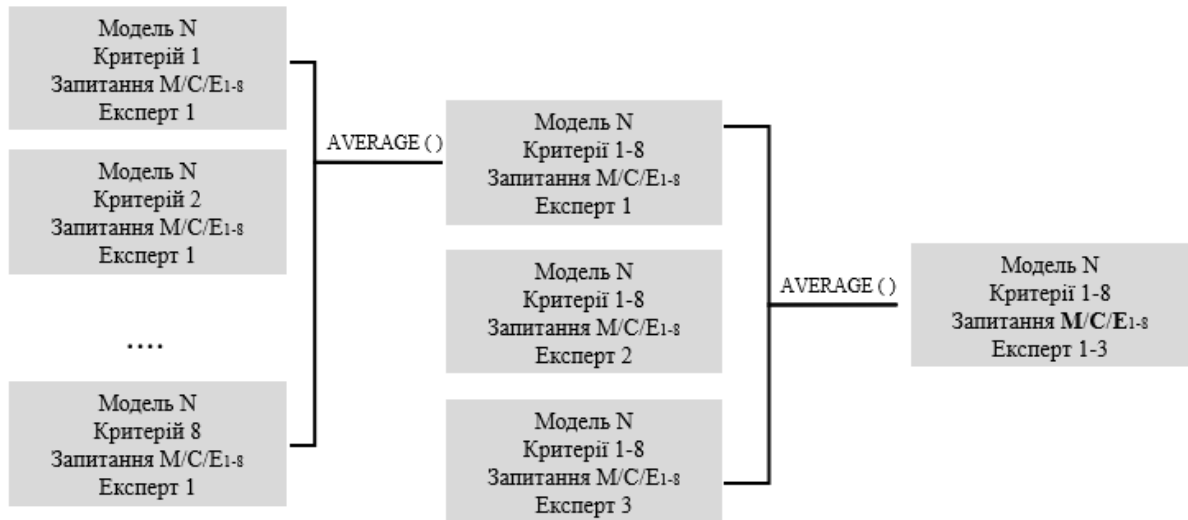 Модель N
Критерій 1
Запитання M/C/E1-8
Експерт 1
Модель N
Критерій 2
Запитання M/C/E1-8
Експерт 1
....
Модель N
Критерій 8
Запитання M/C/E1-8
Експерт 1
AVERAGE ( )
Модель N
Критерії 1-8
Запитання M/C/E1-8
Експерт 1
Модель N
Критерії 1-8
Запитання M/C/E1-8
Експерт 2
Модель N
Критерії 1-8
Запитання M/C/E1-8
Експерт 3
AVERAGE ( )
Модель N
Критерії 1-8
Запитання M/C/E1-8
Експерт 1-3